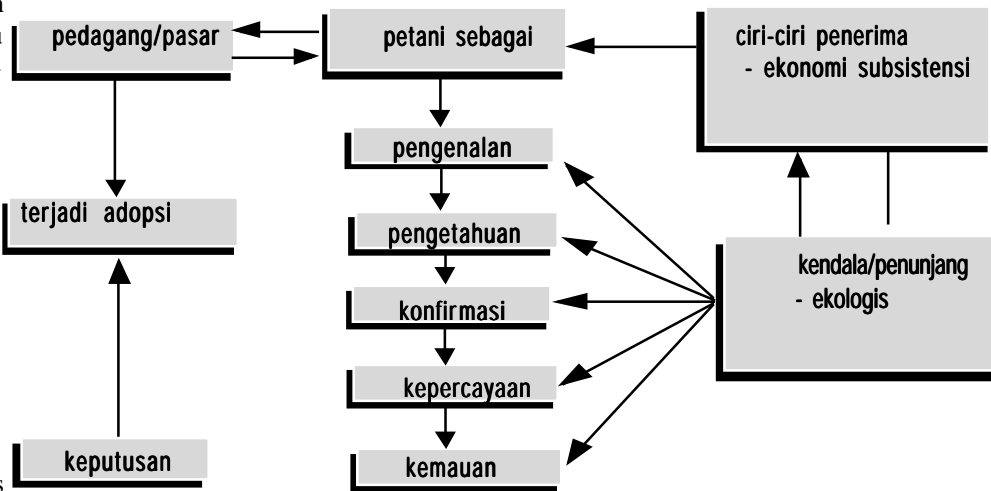 pedagang/pasar
petani sebagai
ciri-ciri penerima
- ekonomi subsistensi
pengenalan
terjadi adopsi
pengetahuan
kendala/penunjang
- ekologis
konfirmasi
kepercayaan
keputusan
kemauan